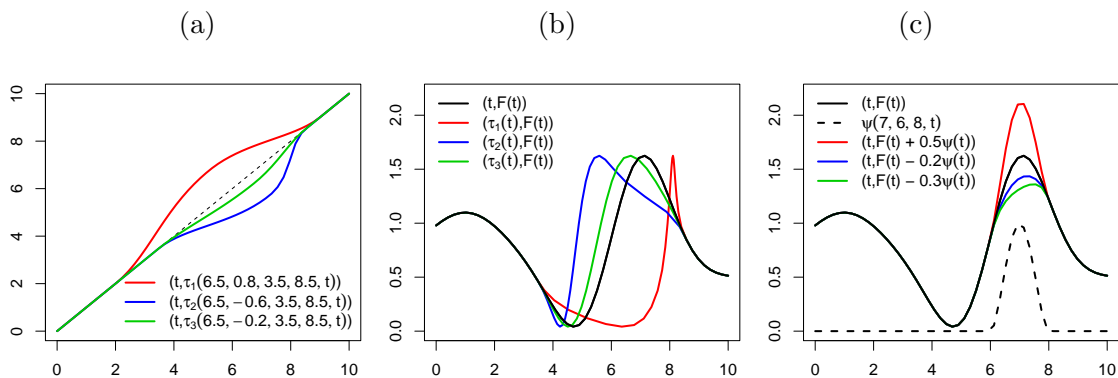 (a)
(b)
(c)
10
8
6
4
2
0
(t,τ₁(6.5, 0.8, 3.5, 8.5, t))
(t,τ₂(6.5, −0.6, 3.5, 8.5, t))
(t,τ₃(6.5, −0.2, 3.5, 8.5, t))
0 2 4 6 8 10
2.0
1.5
1.0
0.5
0.0
(t,F(t))
(τ₁(t),F(t))
(τ₂(t),F(t))
(τ₃(t),F(t))
0 2 4 6 8 10
2.0
1.5
1.0
0.5
0.0
(t,F(t))
ψ(7, 6, 8, t)
(t,F(t) + 0.5ψ(t))
(t,F(t) − 0.2ψ(t))
(t,F(t) − 0.3ψ(t))
0 2 4 6 8 10